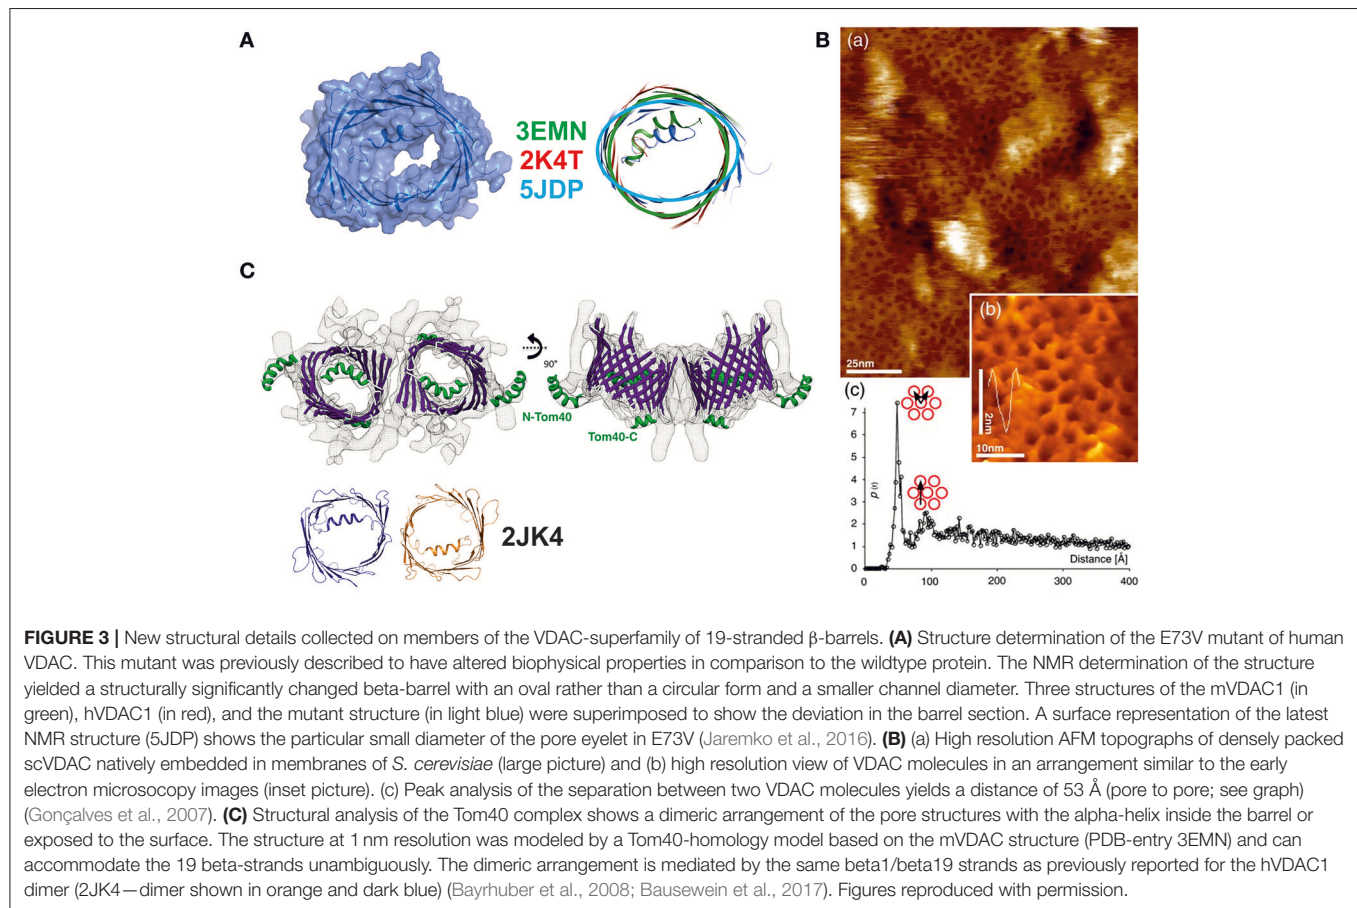 A
3EMN
2K4T
5JDP
B
(a)
25nm
(b)
2nm
10nm
(c)
7
6
5
4
3
2
1
0
p (r)
Distance [Å]
0
100
200
300
400
C
90°
N-Tom40
Tom40-C
2JK4
FIGURE 3 | New structural details collected on members of the VDAC-superfamily of 19-stranded β-barrels. (A) Structure determination of the E73V mutant of human
VDAC. This mutant was previously described to have altered biophysical properties in comparison to the wildtype protein. The NMR determination of the structure
yielded a structurally significantly changed beta-barrel with an oval rather than a circular form and a smaller channel diameter. Three structures of the mVDAC1 (in
green), hVDAC1 (in red), and the mutant structure (in light blue) were superimposed to show the deviation in the barrel section. A surface representation of the latest
NMR structure (5JDP) shows the particular small diameter of the pore eyelet in E73V (Jaremko et al., 2016). (B) (a) High resolution AFM topographs of densely packed
scVDAC natively embedded in membranes of S. cerevisiae (large picture) and (b) high resolution view of VDAC molecules in an arrangement similar to the early
electron microsocopy images (inset picture). (c) Peak analysis of the separation between two VDAC molecules yields a distance of 53 Å (pore to pore; see graph)
(Gonçalves et al., 2007). (C) Structural analysis of the Tom40 complex shows a dimeric arrangement of the pore structures with the alpha-helix inside the barrel or
exposed to the surface. The structure at 1 nm resolution was modeled by a Tom40-homology model based on the mVDAC structure (PDB-entry 3EMN) and can
accommodate the 19 beta-strands unambiguously. The dimeric arrangement is mediated by the same beta1/beta19 strands as previously reported for the hVDAC1
dimer (2JK4—dimer shown in orange and dark blue) (Bayrhuber et al., 2008; Bausewein et al., 2017). Figures reproduced with permission.